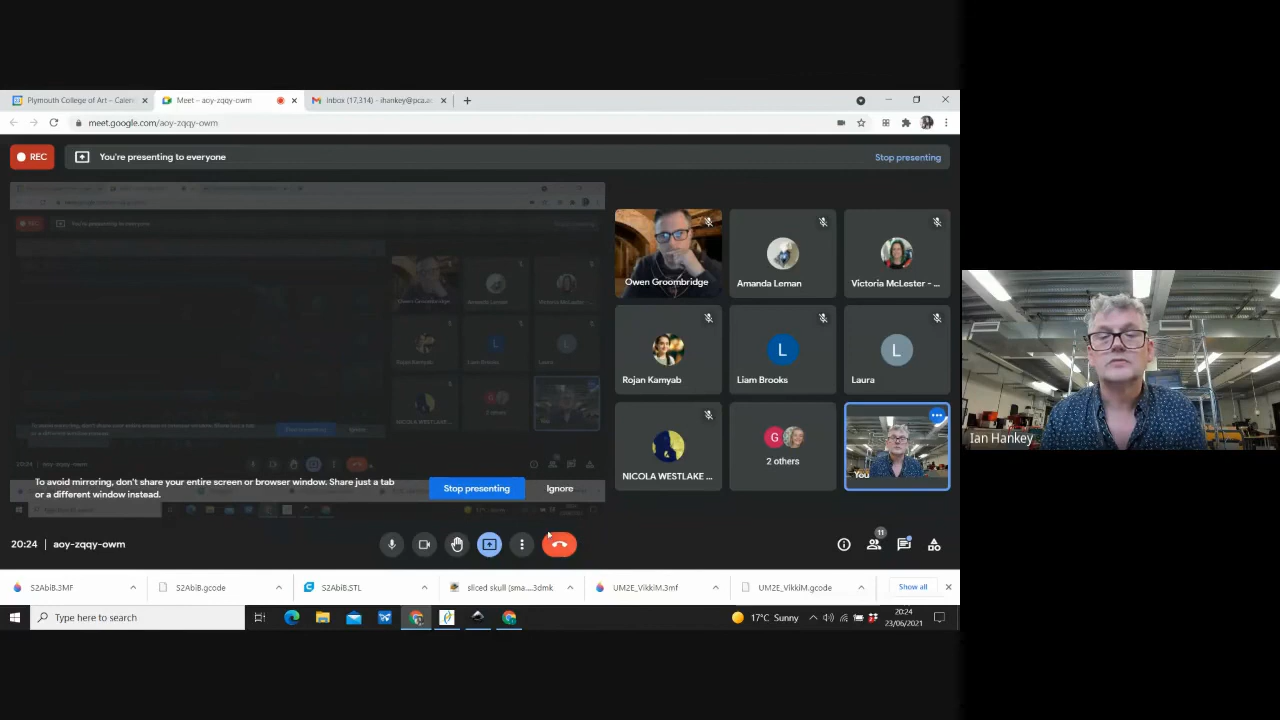 Plymouth College of Art – Calen
Meet – aoy-zqqy-owm
Inbox (17,314) - ihankey@pca.ac
meet.google.com/aoy-zqqy-owm
REC
You're presenting to everyone
Stop presenting
Owen Groombridge
Amanda Leman
Victoria McLester - ...
Rojan Kamyab
Liam Brooks
Laura
NICOLA WESTLAKE ...
2 others
You
L
L
G
Ian Hankey
To avoid mirroring, don't share your entire screen or browser window. Share just a tab
or a different window instead.
Stop presenting
Ignore
20:24 | aoy-zqqy-owm
11
S2AbiB.3MF
S2AbiB.gcode
S2AbiB.STL
sliced skull (sma....3dmk
UM2E_VikkiM.3mf
UM2E_VikkiM.gcode
Show all
Type here to search
17°C Sunny
20:24
23/06/2021